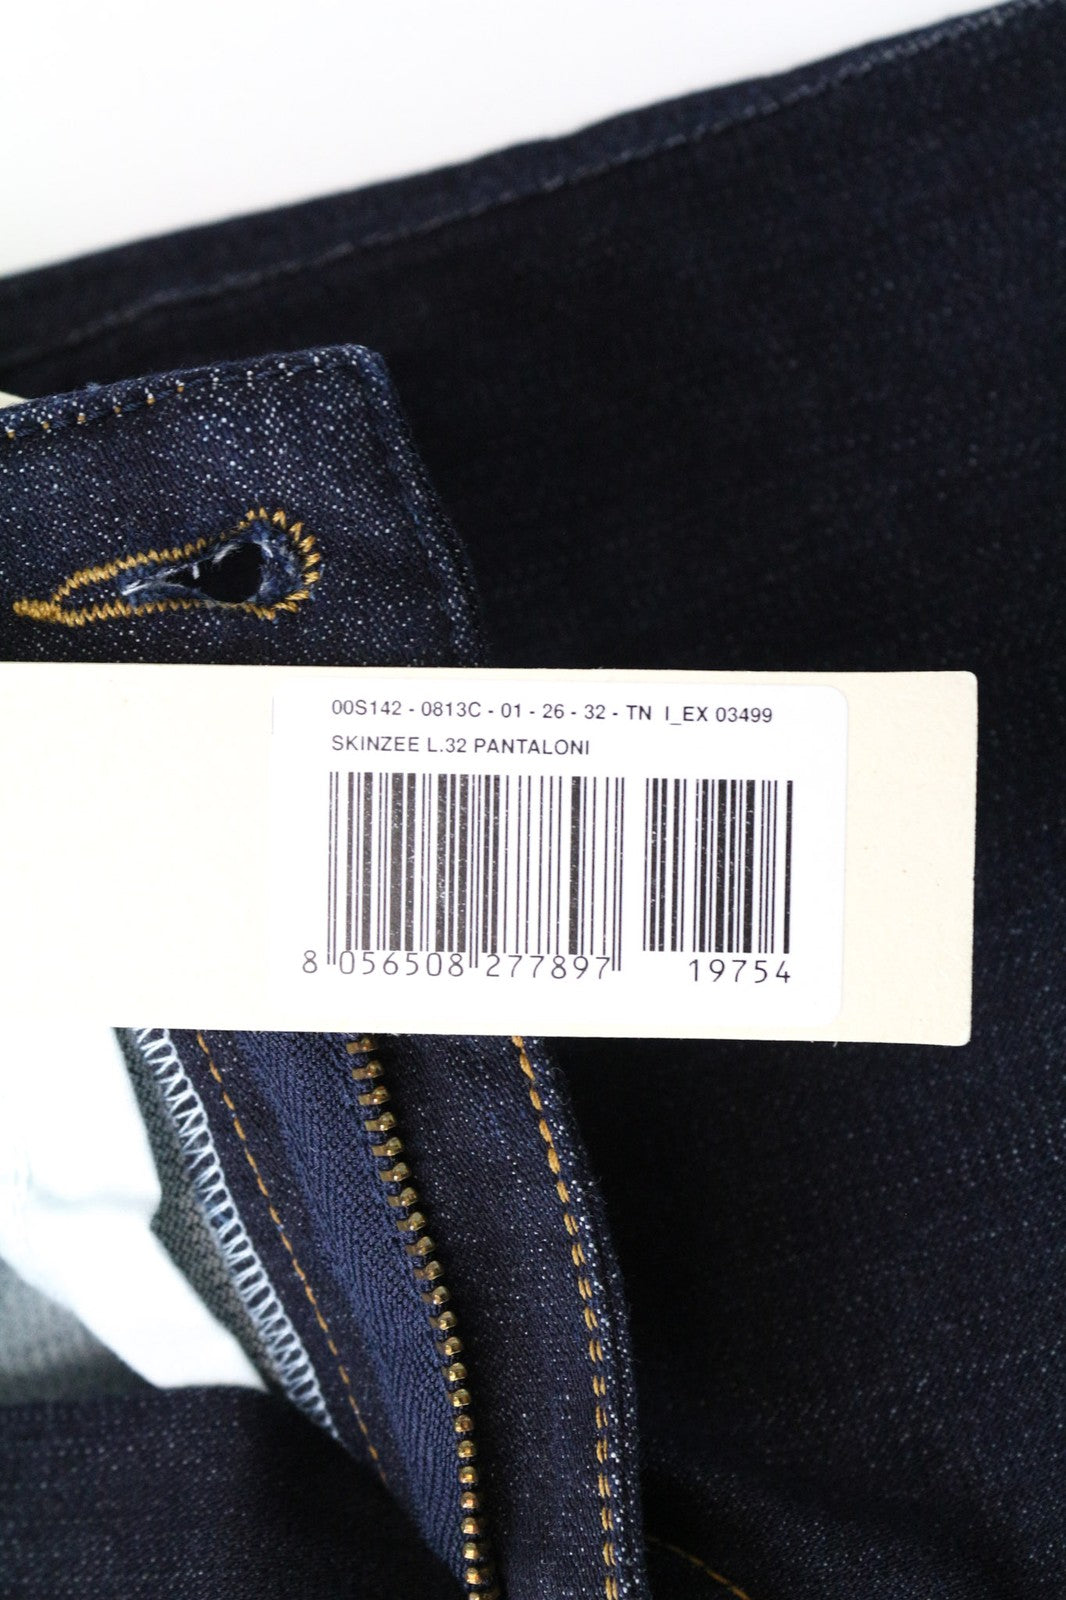 00S142 - 0813C - 01 - 26 - 32 - TN I_EX 03499
SKINZEE L.32 PANTALONI
8 056508 277897 19754